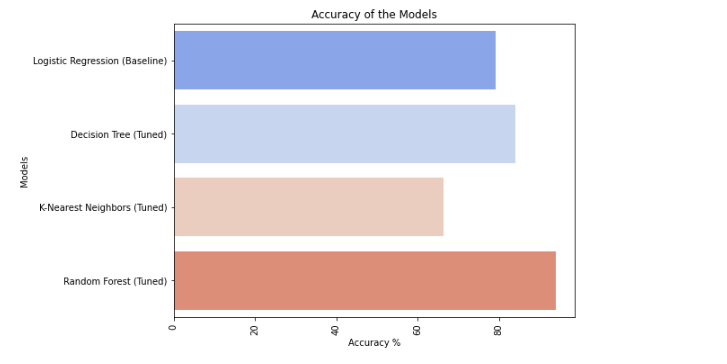 Accuracy of the Models
Models
Logistic Regression (Baseline)
Decision Tree (Tuned)
K-Nearest Neighbors (Tuned)
Random Forest (Tuned)
0
20
40
60
80
Accuracy %